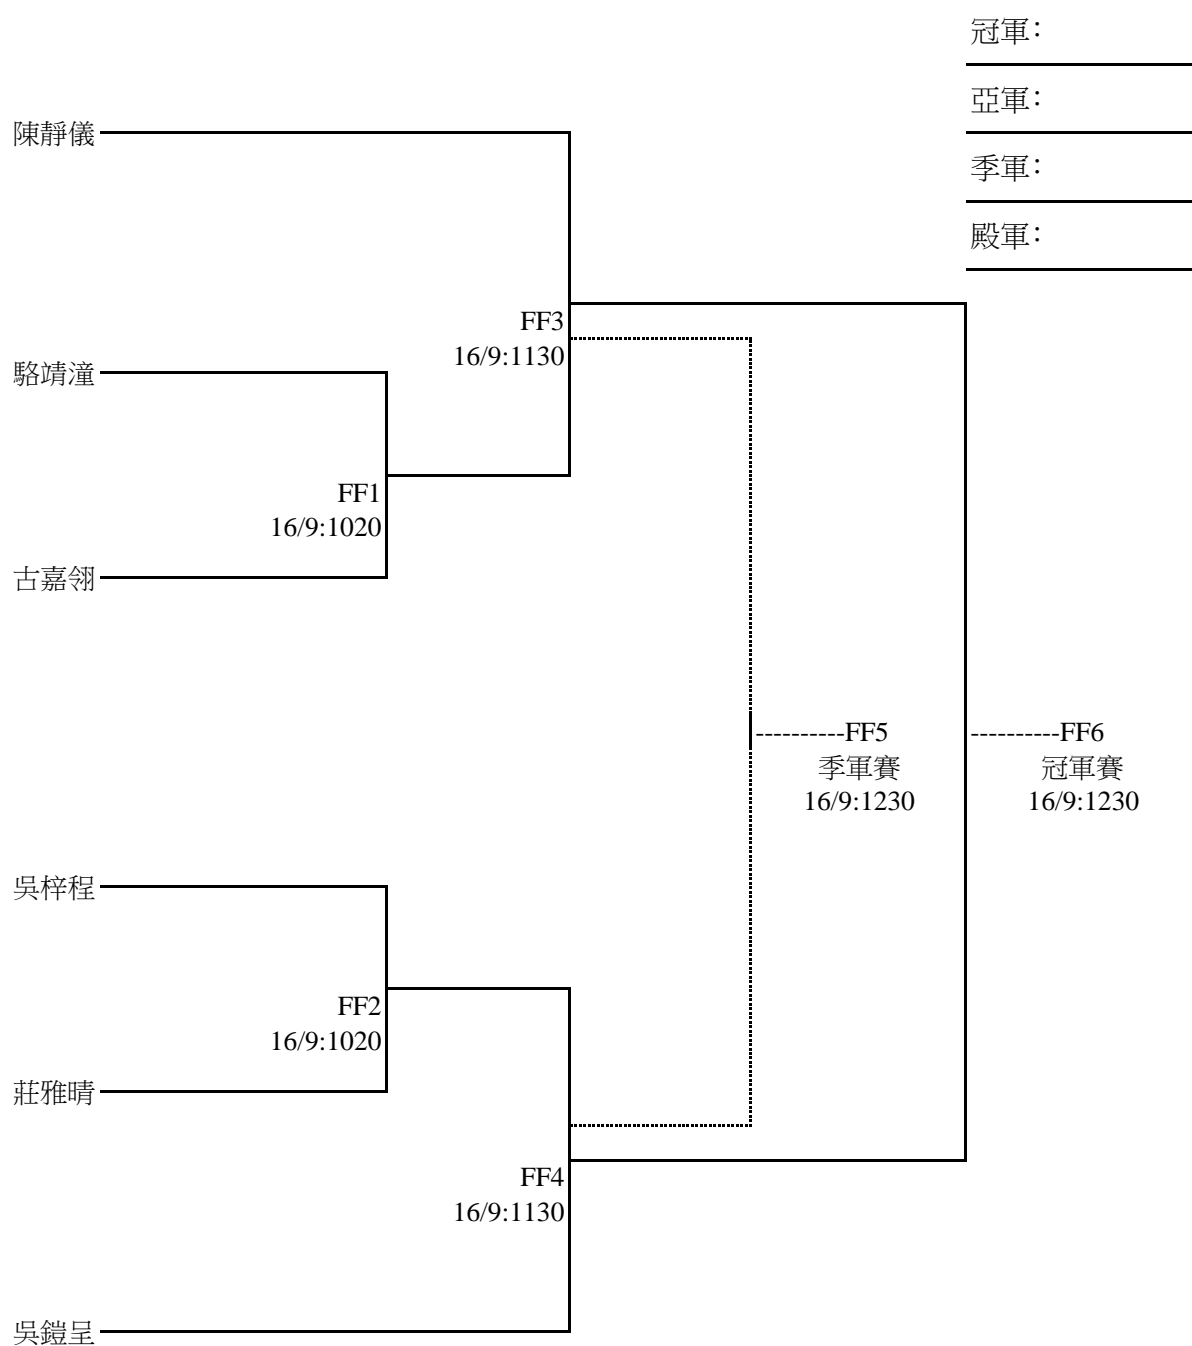 冠軍：
亞軍：
陳靜儀
季軍：
殿軍：
FF3
16/9:1130
駱靖潼
FF1
16/9:1020
古嘉翎
----------FF5
季軍賽
16/9:1230
----------FF6
冠軍賽
16/9:1230
吳梓程
FF2
16/9:1020
莊雅晴
FF4
16/9:1130
吳鎧呈